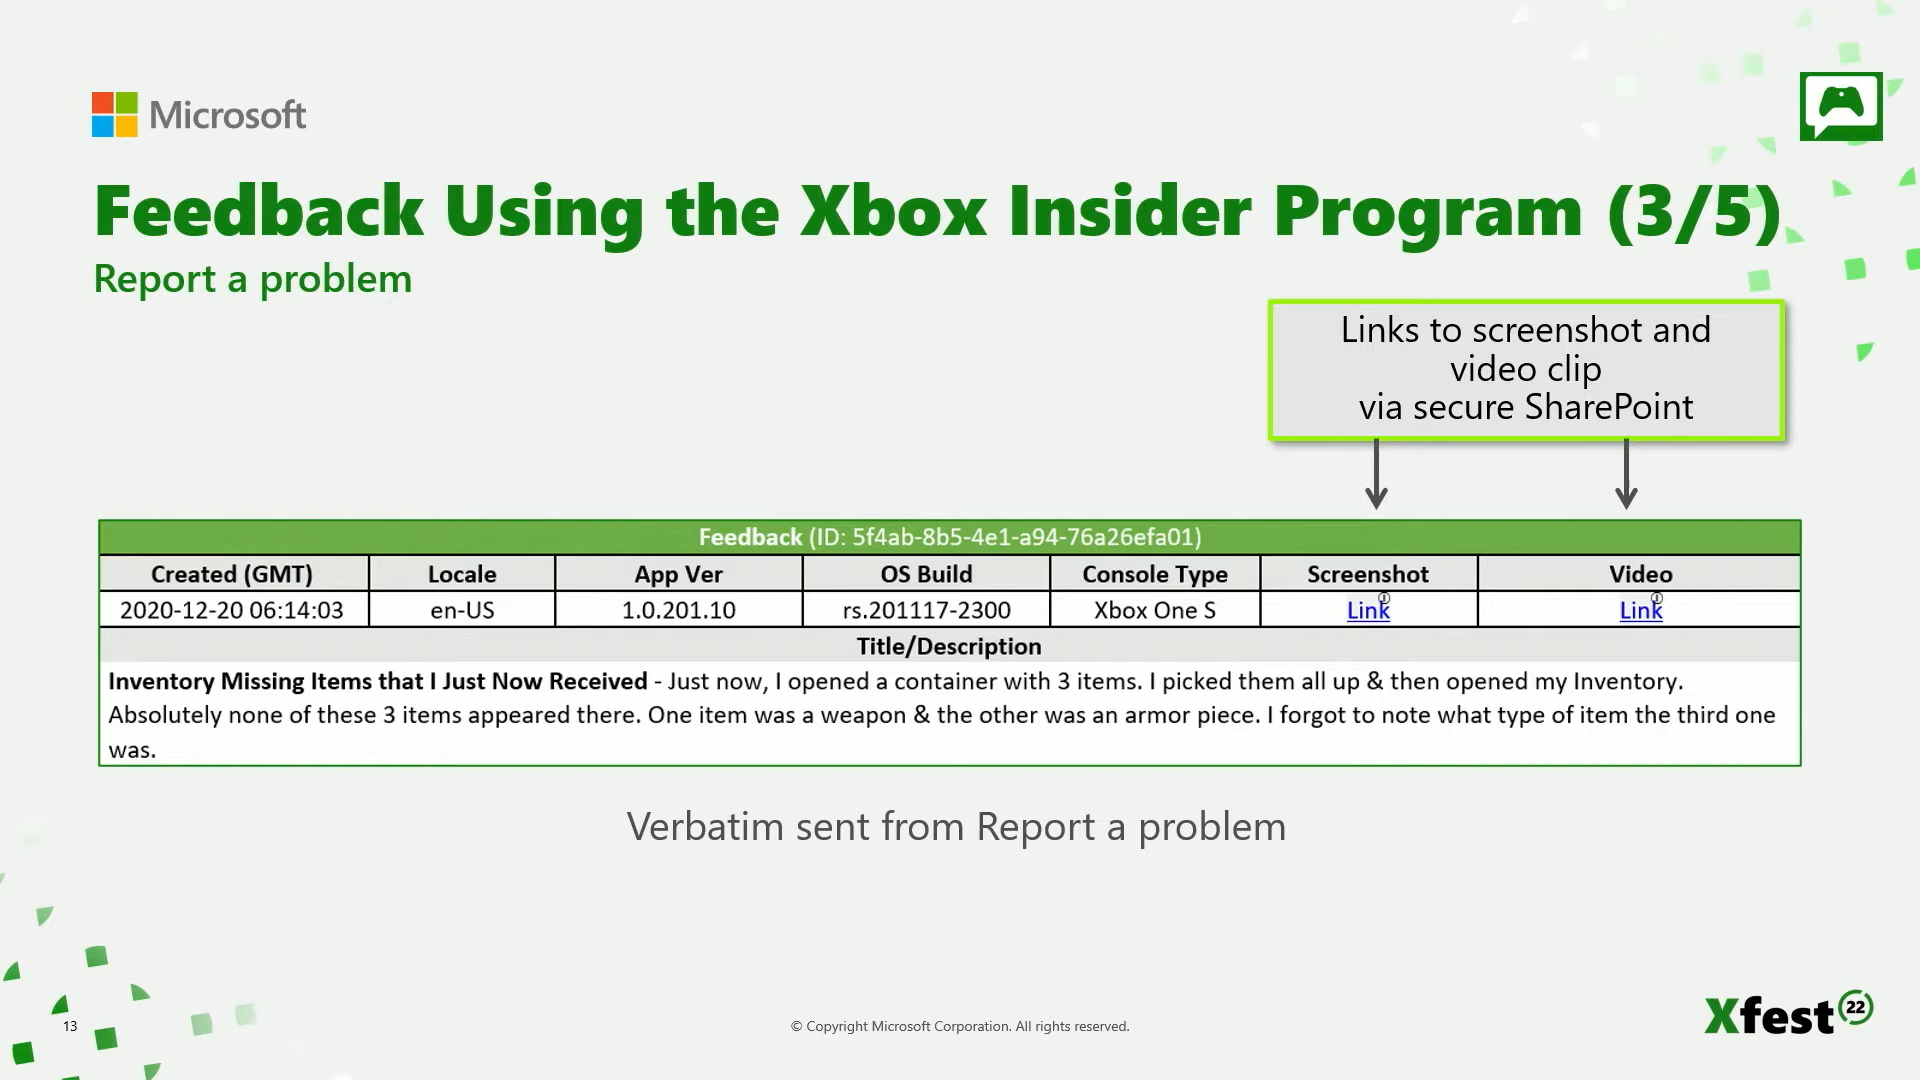 Microsoft
Feedback Using the Xbox Insider Program (3/5)
Report a problem
Links to screenshot and
video clip
via secure SharePoint
Feedback (ID: 5f4ab-8b5-4e1-a94-76a26efa01)
Created (GMT) Locale App Ver OS Build Console Type Screenshot Video
2020-12-20 06:14:03 en-US 1.0.201.10 rs.201117-2300 Xbox One S Link Link
Title/Description
Inventory Missing Items that I Just Now Received - Just now, I opened a container with 3 items. I picked them all up & then opened my Inventory.
Absolutely none of these 3 items appeared there. One item was a weapon & the other was an armor piece. I forgot to note what type of item the third one
was.
Verbatim sent from Report a problem
13
© Copyright Microsoft Corporation. All rights reserved.
Xfest 22